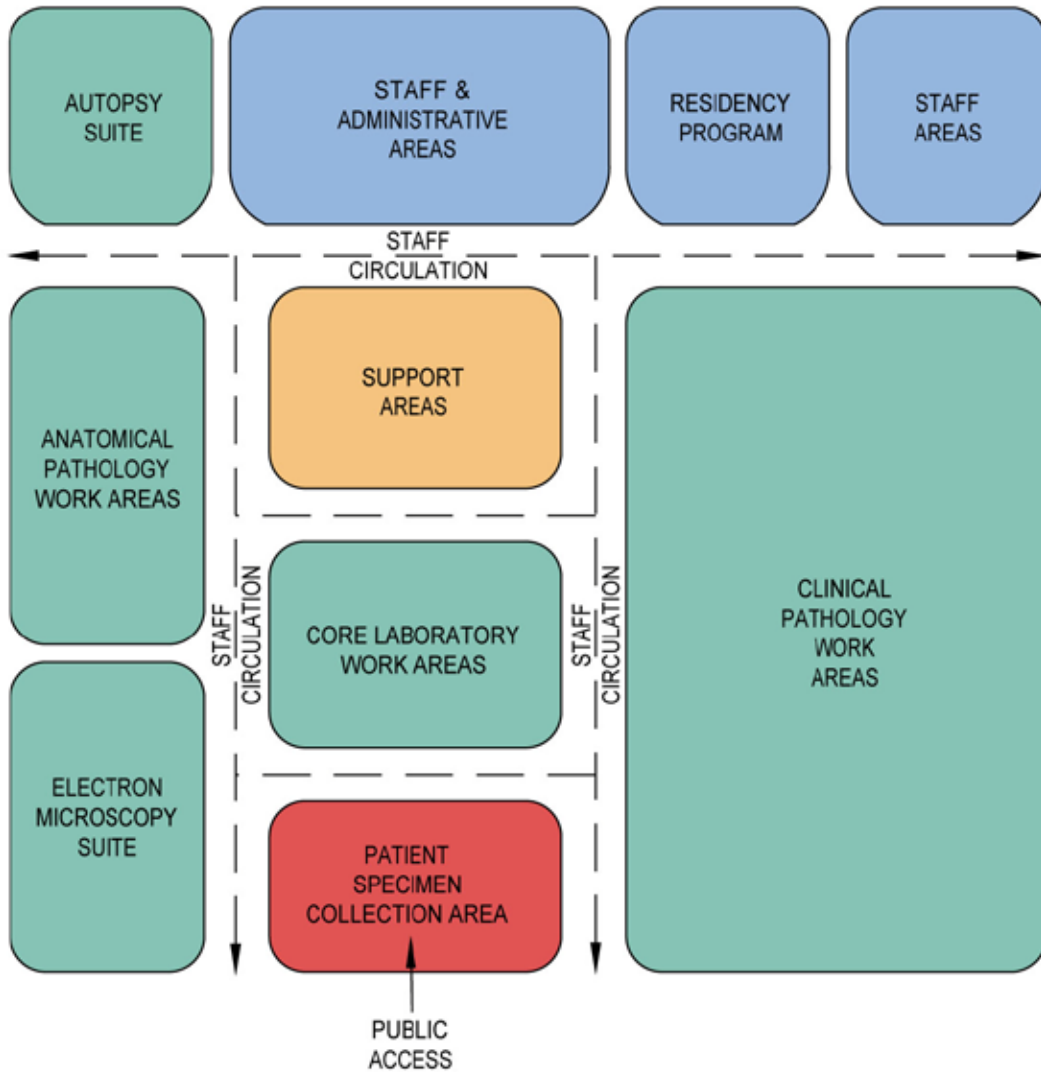 AUTOPSY
SUITE
STAFF &
ADMINISTRATIVE
AREAS
RESIDENCY
PROGRAM
STAFF
AREAS
STAFF
CIRCULATION
SUPPORT
AREAS
ANATOMICAL
PATHOLOGY
WORK AREAS
STAFF
CIRCULATION
CORE LABORATORY
WORK AREAS
STAFF
CIRCULATION
CLINICAL
PATHOLOGY
WORK
AREAS
ELECTRON
MICROSCOPY
SUITE
PATIENT
SPECIMEN
COLLECTION AREA
PUBLIC
ACCESS